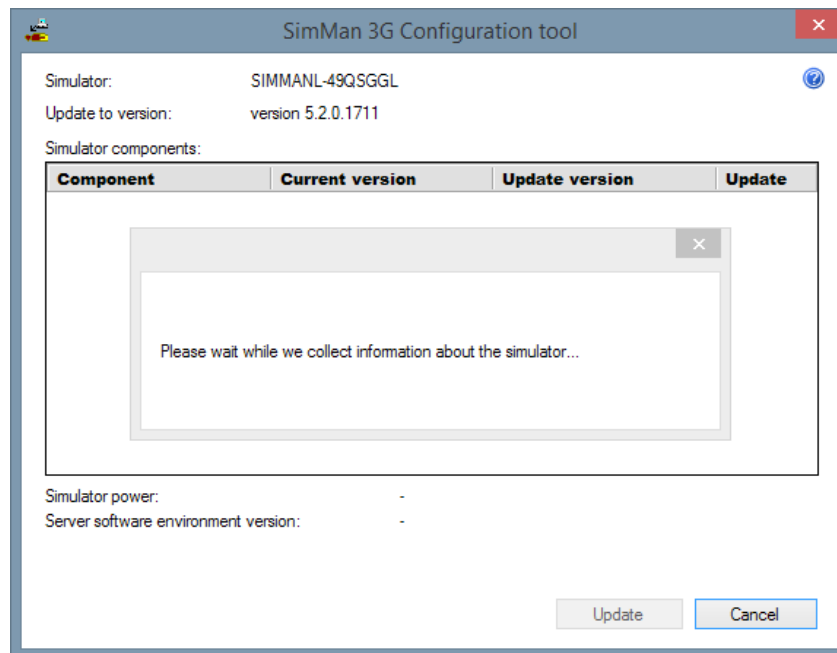 SimMan 3G Configuration tool
Simulator: SIMMANL-49QSGGL
Update to version: version 5.2.0.1711
Simulator components:
Component Current version Update version Update
Please wait while we collect information about the simulator...
Simulator power: -
Server software environment version: -
Update Cancel